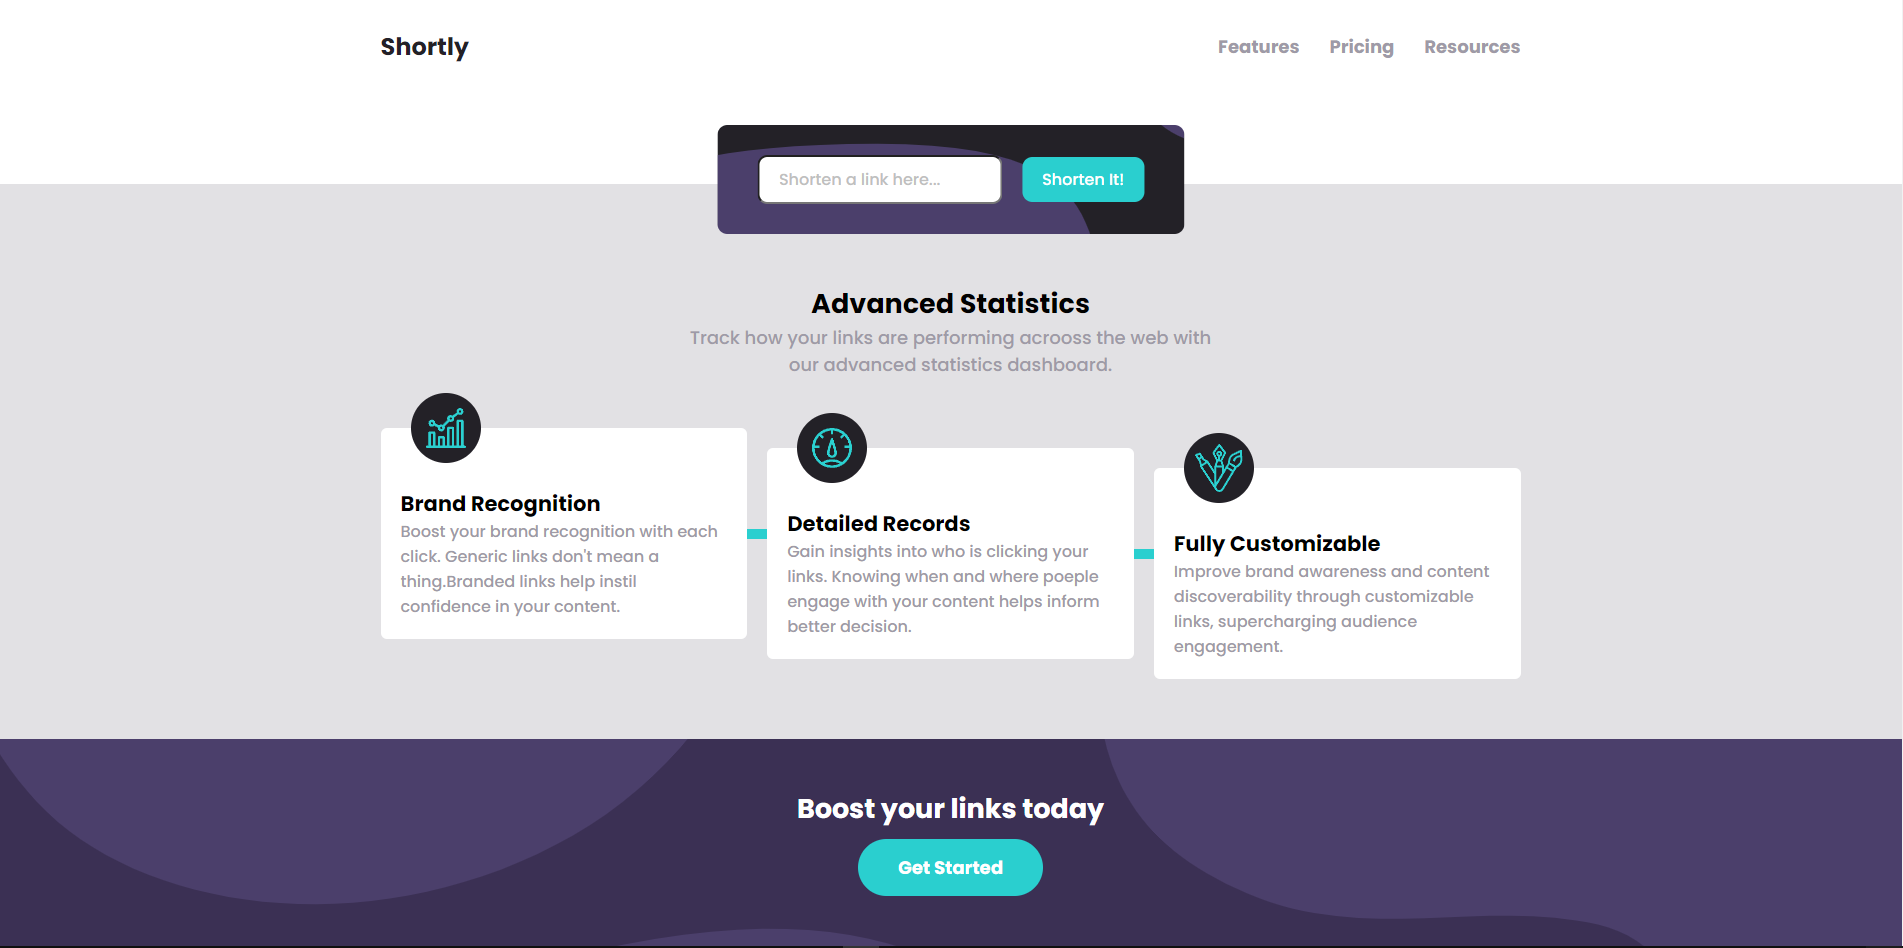 Shortly
Features Pricing Resources
Shorten a link here...
Shorten It!
Advanced Statistics
Track how your links are performing acrooss the web with
our advanced statistics dashboard.
Brand Recognition
Boost your brand recognition with each
click. Generic links don't mean a
thing.Branded links help instil
confidence in your content.
Detailed Records
Gain insights into who is clicking your
links. Knowing when and where poeple
engage with your content helps inform
better decision.
Fully Customizable
Improve brand awareness and content
discoverability through customizable
links, supercharging audience
engagement.
Boost your links today
Get Started